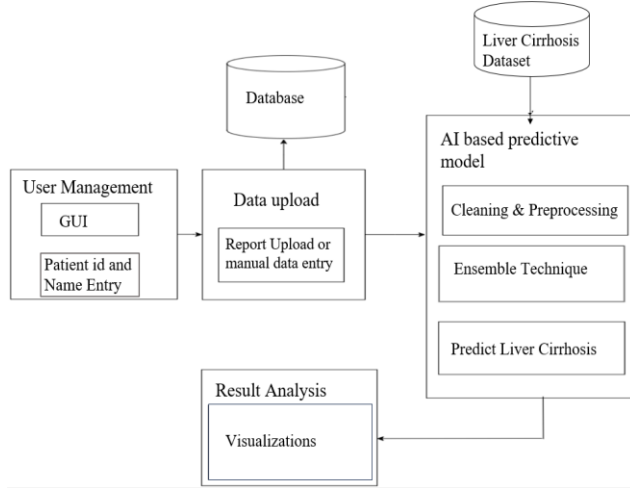 Liver Cirrhosis
Dataset
Database
AI based predictive
model
User Management
Data upload
Cleaning & Preprocessing
GUI
Report Upload or
manual data entry
Patient id and
Name Entry
Ensemble Technique
Predict Liver Cirrhosis
Result Analysis
Visualizations